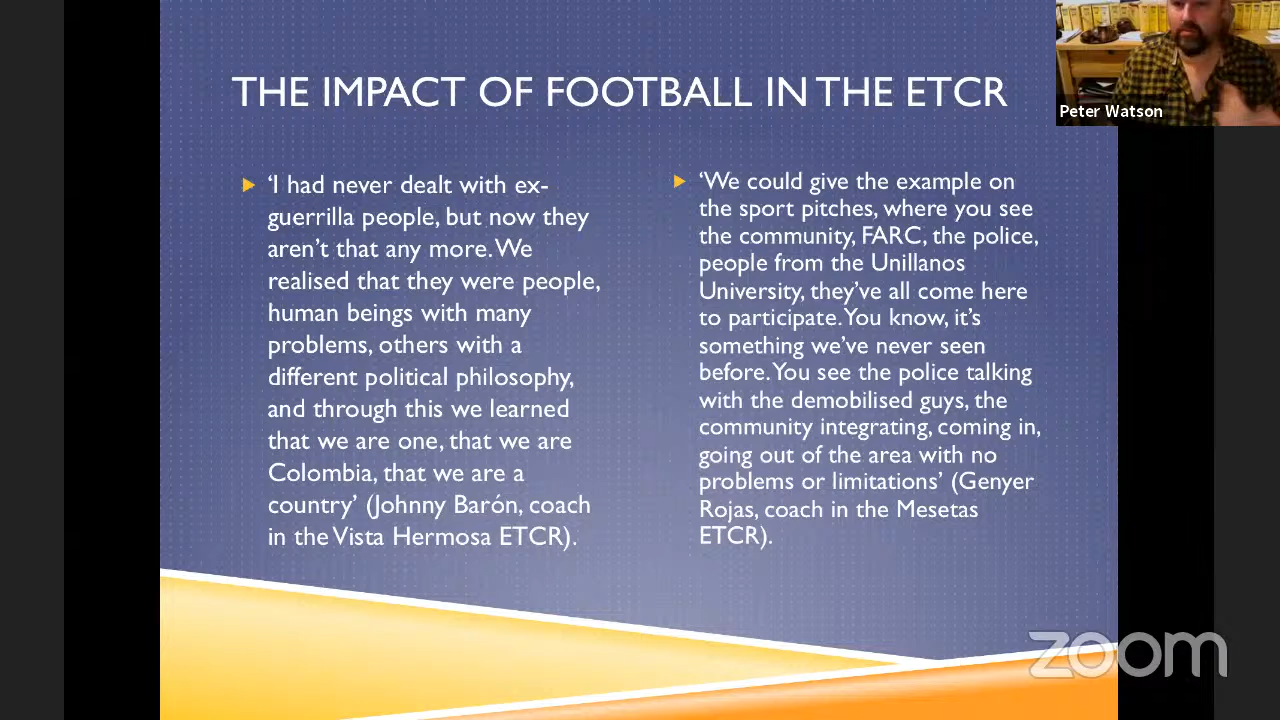 THE IMPACT OF FOOTBALL IN THE ETCR
Peter Watson
‘I had never dealt with ex-
guerrilla people, but now they
aren’t that any more. We
realised that they were people,
human beings with many
problems, others with a
different political philosophy,
and through this we learned
that we are one, that we are
Colombia, that we are a
country’ (Johnny Barón, coach
in the Vista Hermosa ETCR).
‘We could give the example on
the sport pitches, where you see
the community, FARC, the police,
people from the Unillanos
University, they’ve all come here
to participate. You know, it’s
something we’ve never seen
before. You see the police talking
with the demobilised guys, the
community integrating, coming in,
going out of the area with no
problems or limitations’ (Genyer
Rojas, coach in the Mesetas
ETCR).
zoom